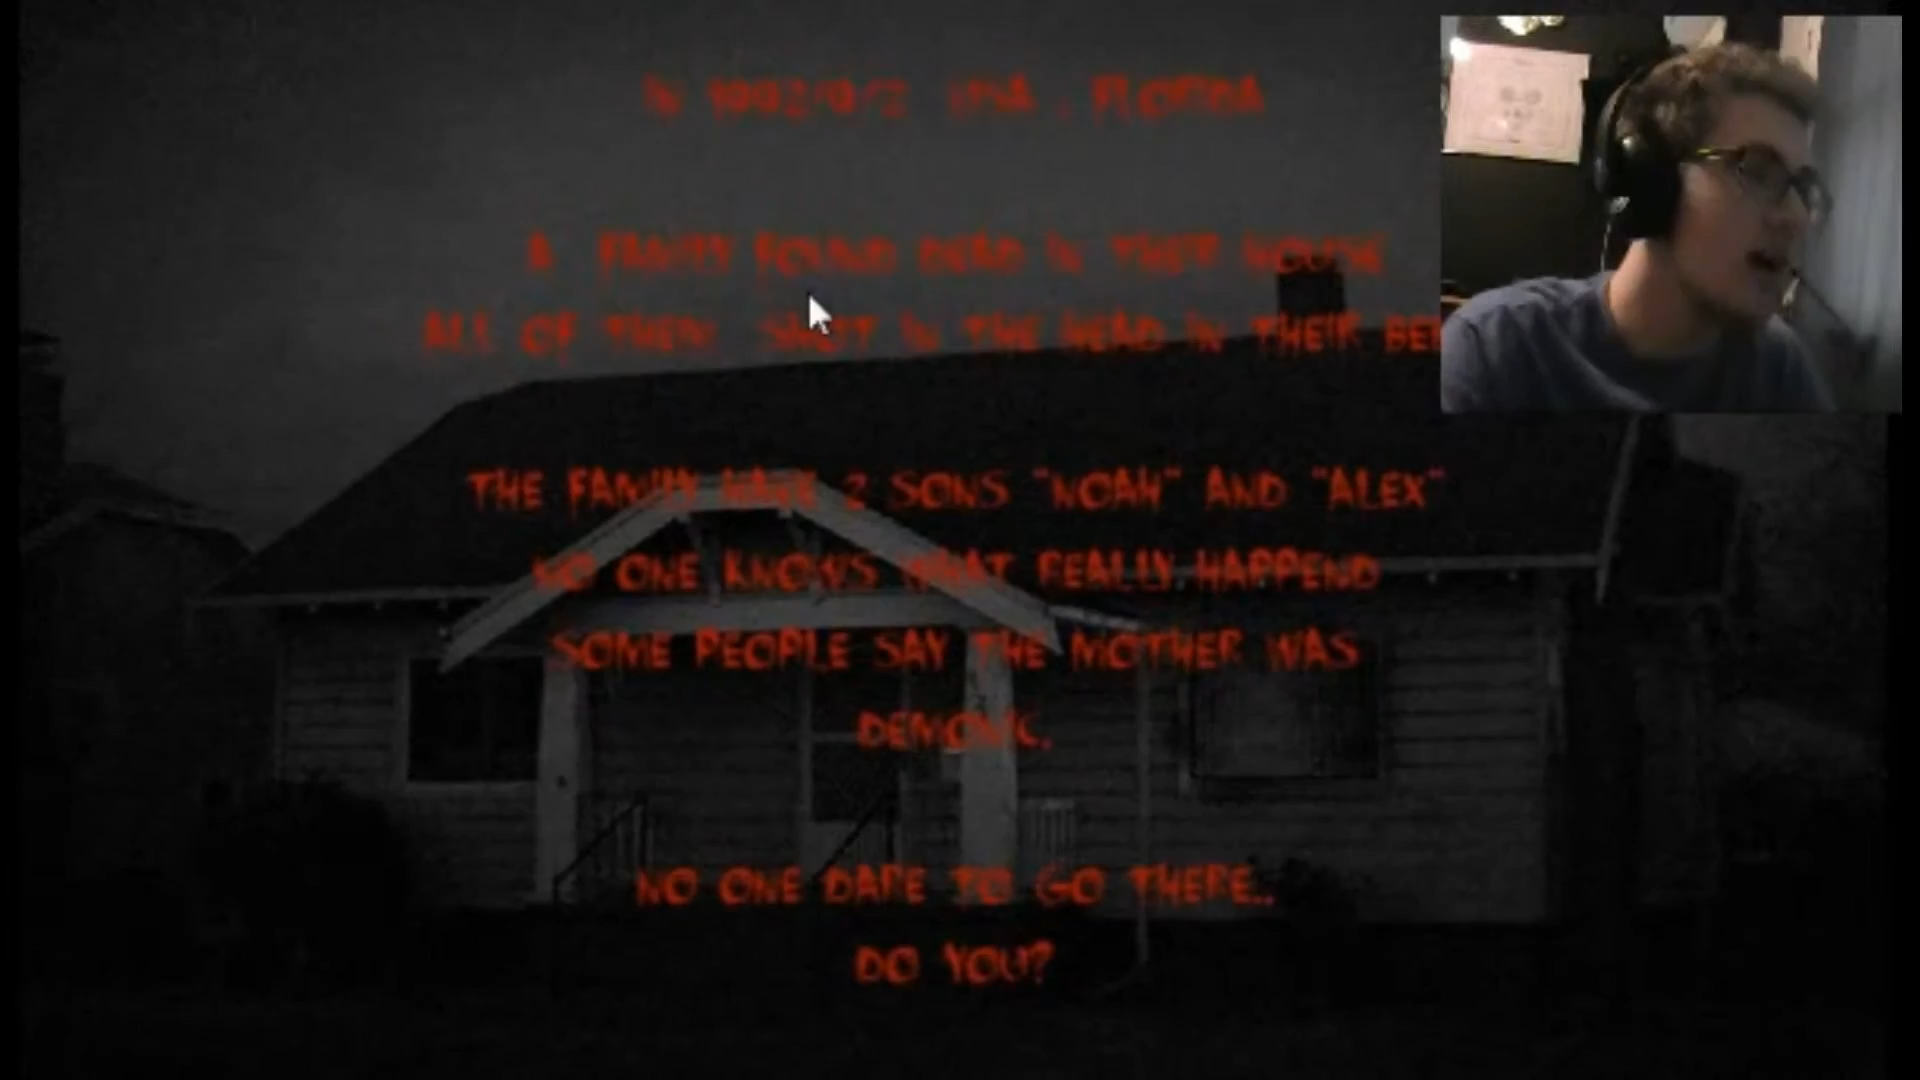 IN 1992/9/2 USA , FLORIDA
A FAMILY FOUND DEAD IN THEIR HOUSE
ALL OF THEM SHOT IN THE HEAD IN THEIR
THE FAMILY HAVE 2 SONS "NOAH" AND "ALEX"
NO ONE KNOWS WHAT REALLY HAPPEND
SOME PEOPLE SAY THE MOTHER WAS
DEMONIC.
NO ONE DARE TO GO THERE..
DO YOU?